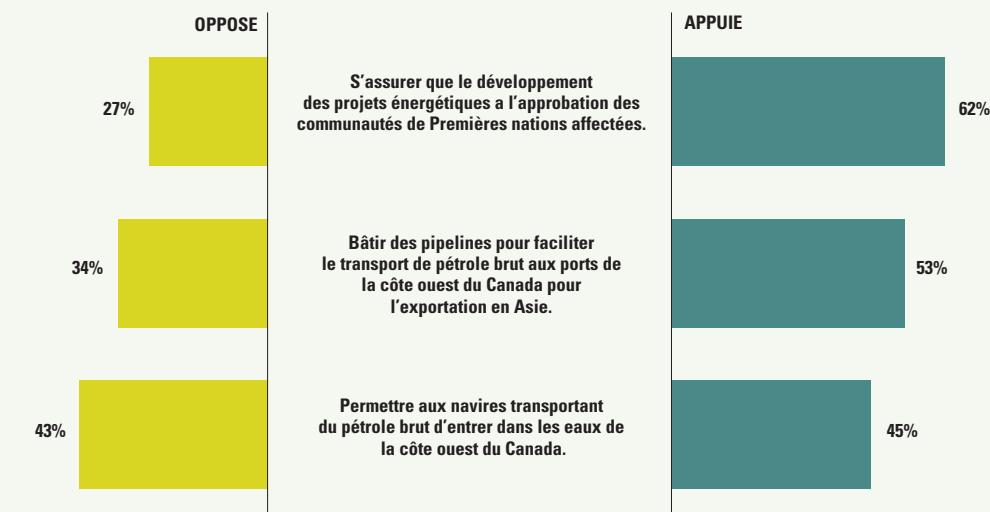 OPPOSE
APPUIE
27%
S'assurer que le développement
des projets énergétiques a l'approbation des
communautés de Premières nations affectées.
62%
34%
Bâtir des pipelines pour faciliter
le transport de pétrole brut aux ports de
la côte ouest du Canada pour
l'exportation en Asie.
53%
43%
Permettre aux navires transportant
du pétrole brut d'entrer dans les eaux de
la côte ouest du Canada.
45%